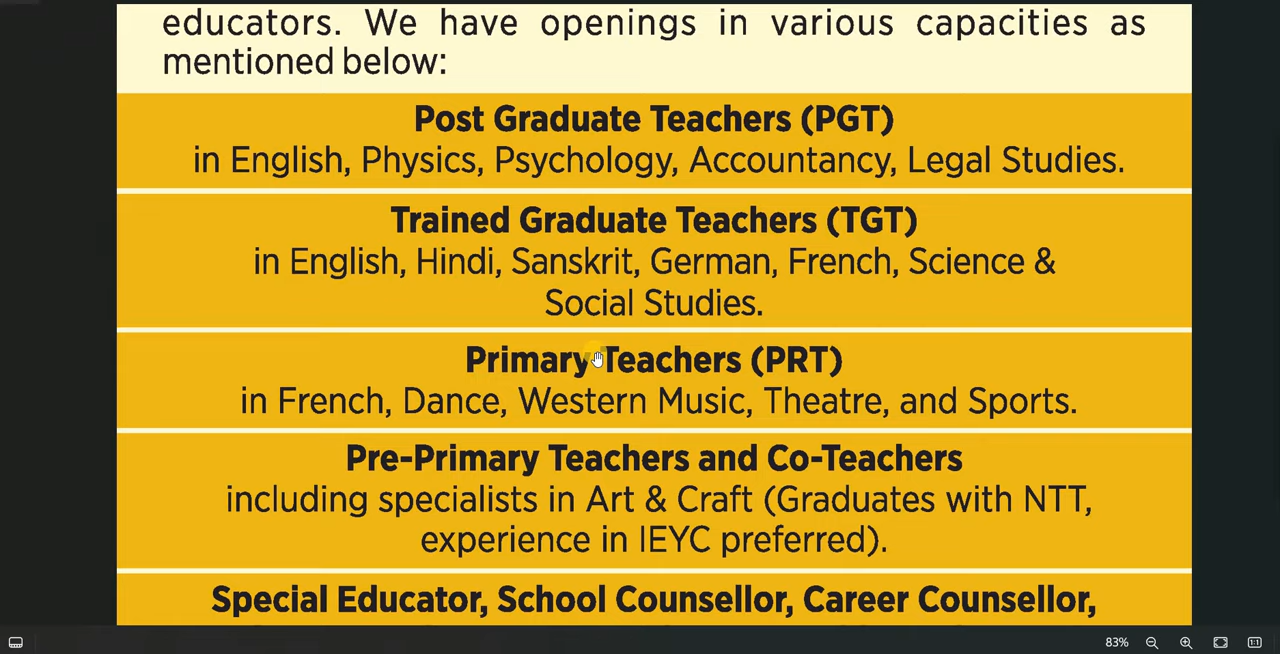 educators. We have openings in various capacities as
mentioned below:
Post Graduate Teachers (PGT)
in English, Physics, Psychology, Accountancy, Legal Studies.
Trained Graduate Teachers (TGT)
in English, Hindi, Sanskrit, German, French, Science &
Social Studies.
Primary Teachers (PRT)
in French, Dance, Western Music, Theatre, and Sports.
Pre-Primary Teachers and Co-Teachers
including specialists in Art & Craft (Graduates with NTT,
experience in IEYC preferred).
Special Educator, School Counsellor, Career Counsellor,
83%
1:1